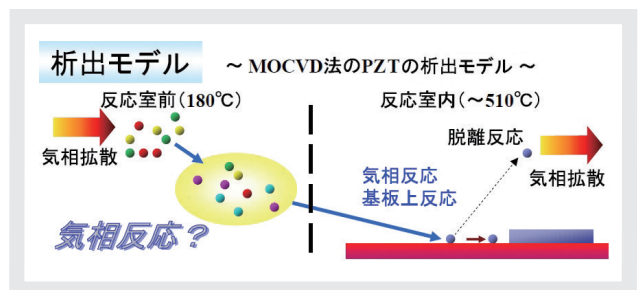 析出モデル
～ MOCVD法のPZTの析出モデル ～
反応室前(180℃)
気相拡散
気相反応？
反応室内(～510℃)
脱離反応
気相反応
基板上反応
気相拡散